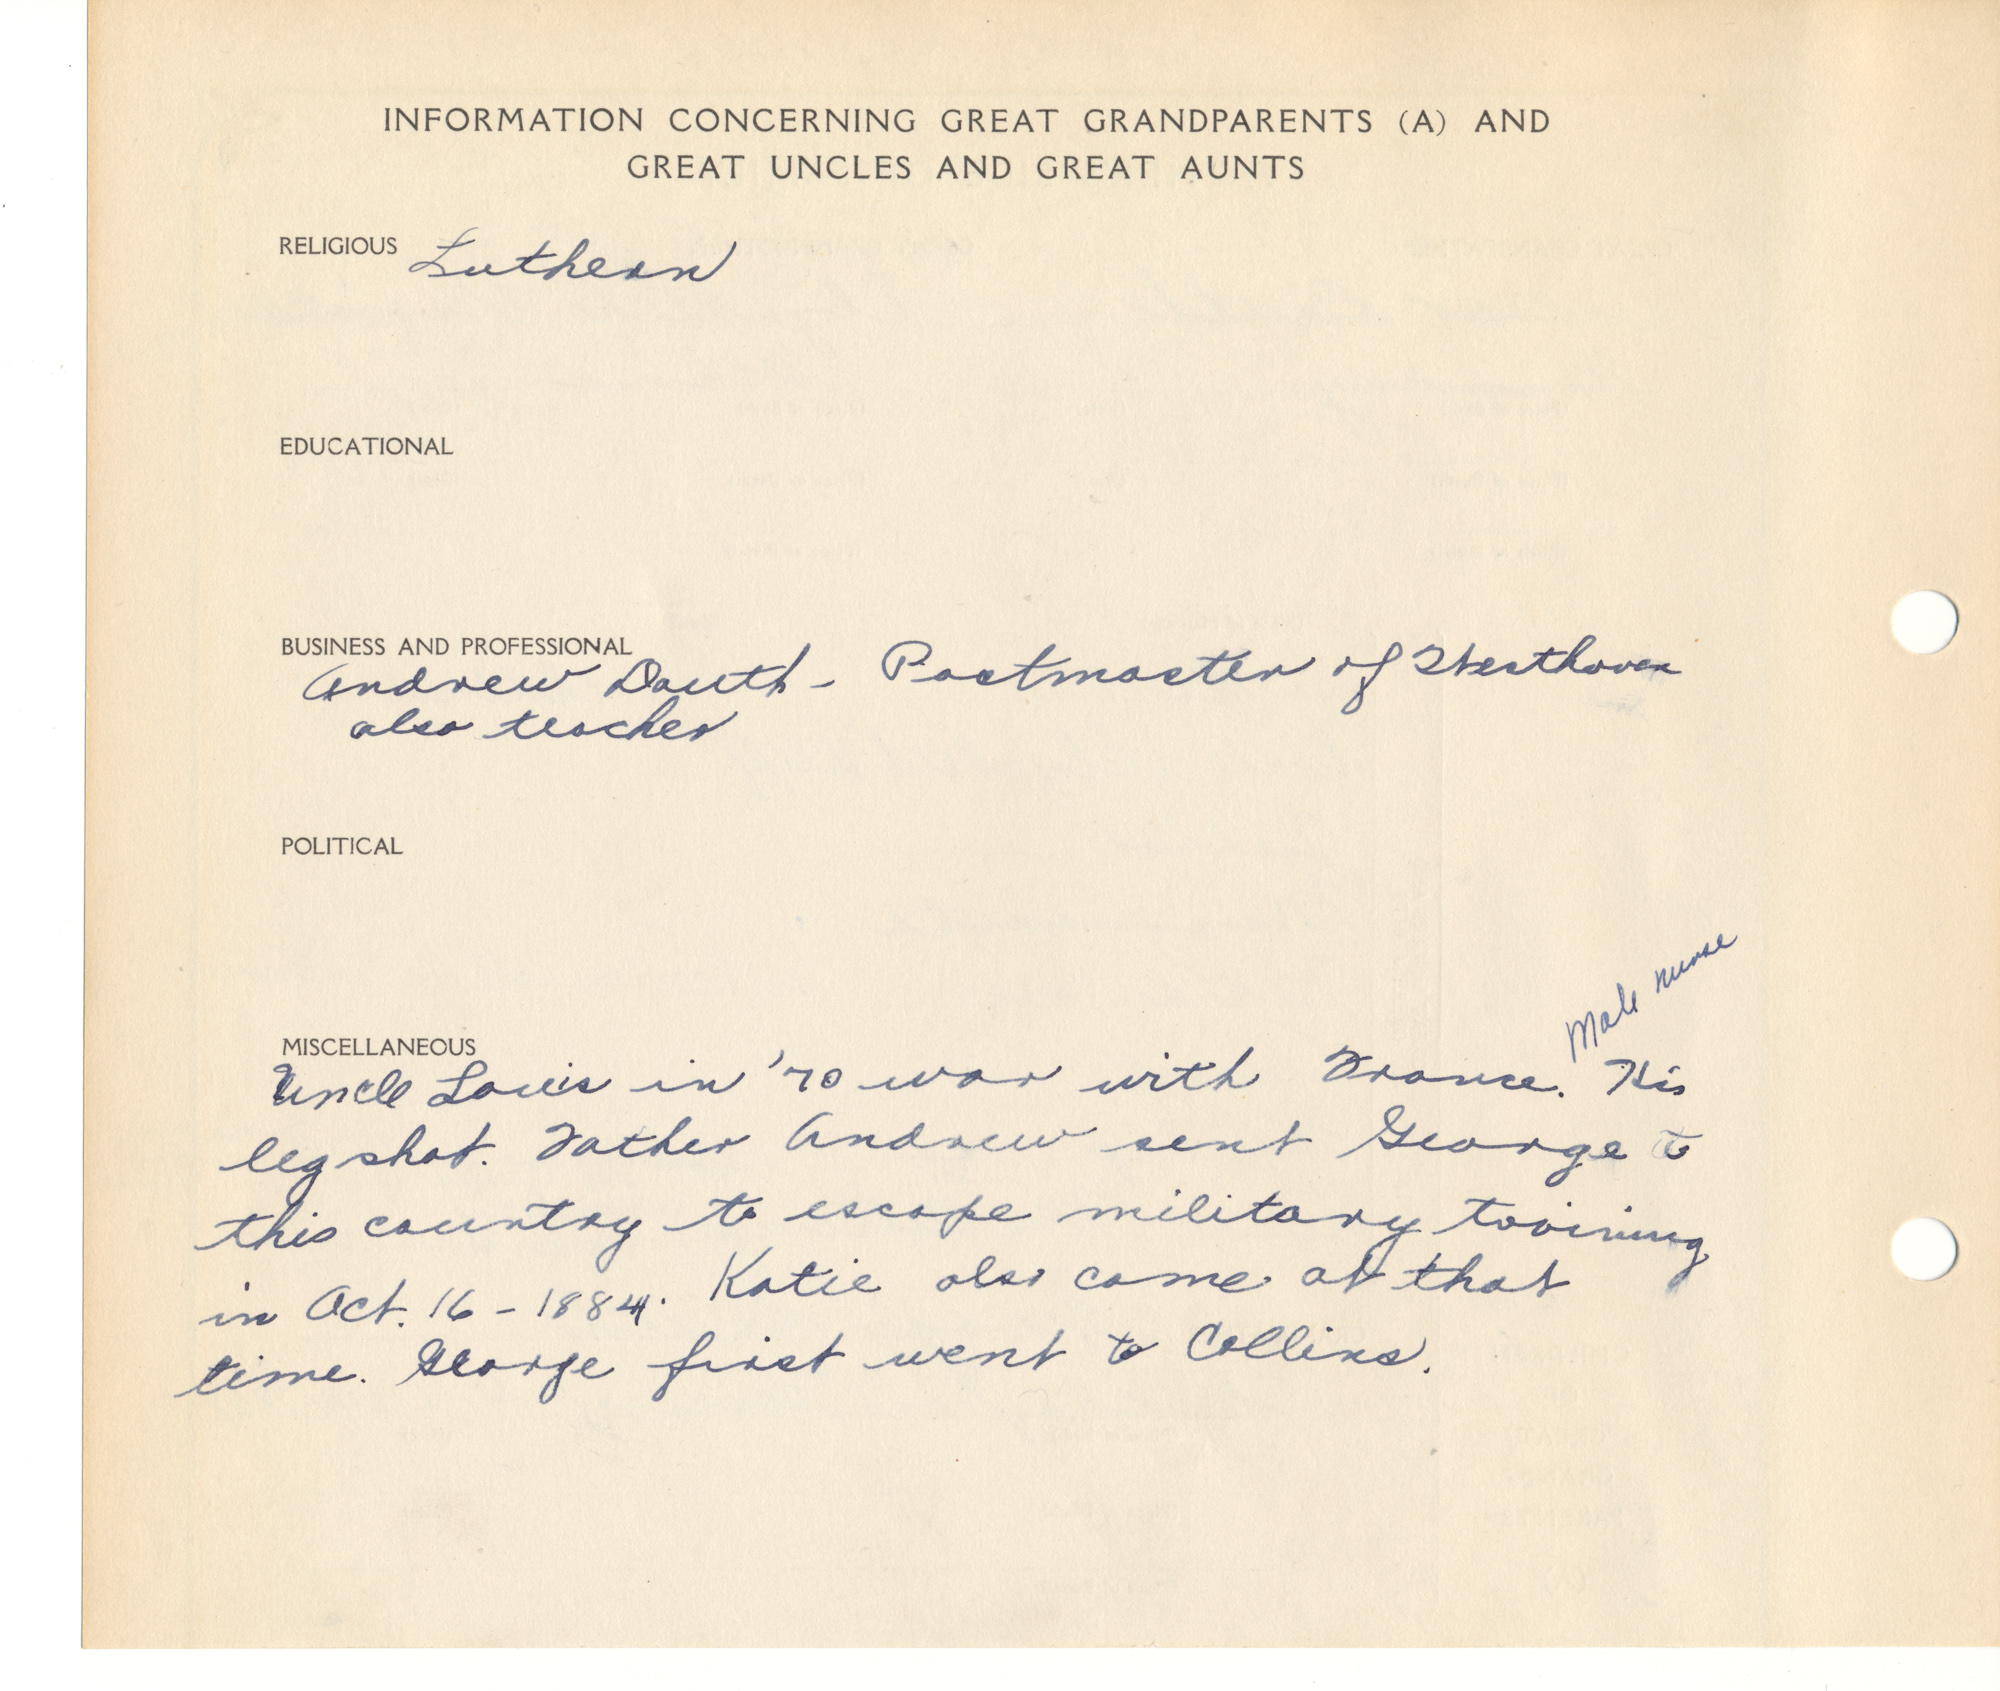 INFORMATION CONCERNING GREAT GRANDPARENTS (A) AND
GREAT UNCLES AND GREAT AUNTS
RELIGIOUS Lutheran
EDUCATIONAL
BUSINESS AND PROFESSIONAL
Andrew Dauth - Postmaster of Westhoven
also teacher
POLITICAL
Male nurse
MISCELLANEOUS
Uncle Louis in '70 war with France. His
leg shot. Father Andrew sent George to
this country to escape military training
in Oct. 16 - 1884. Katie also came at that
time. George first went to Collins.